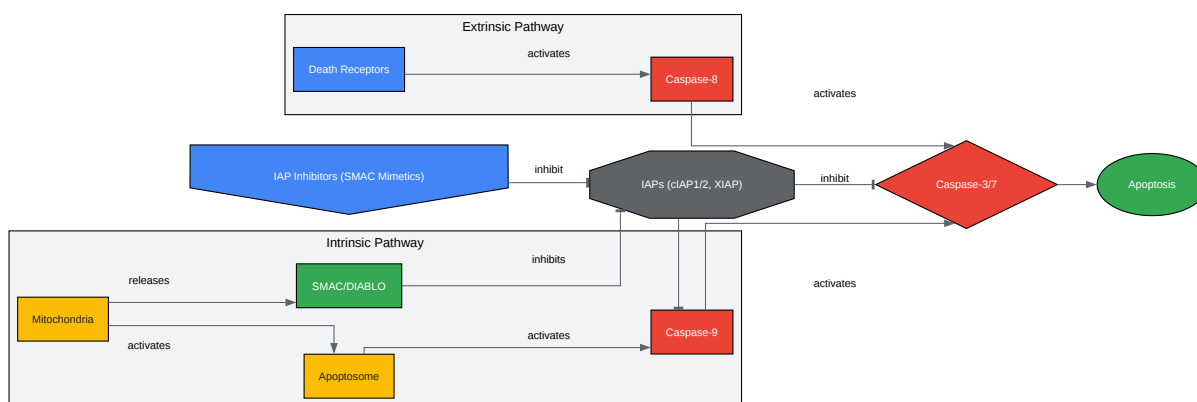 Extrinsic Pathway
activates
Death Receptors
Caspase-8
activates
IAP Inhibitors (SMAC Mimetics)
inhibit
IAPs (cIAP1/2, XIAP)
inhibit
Caspase-3/7
Apoptosis
Intrinsic Pathway
releases
SMAC/DIABLO
inhibits
activates
Mitochondria
activates
activates
Caspase-9
Apoptosome